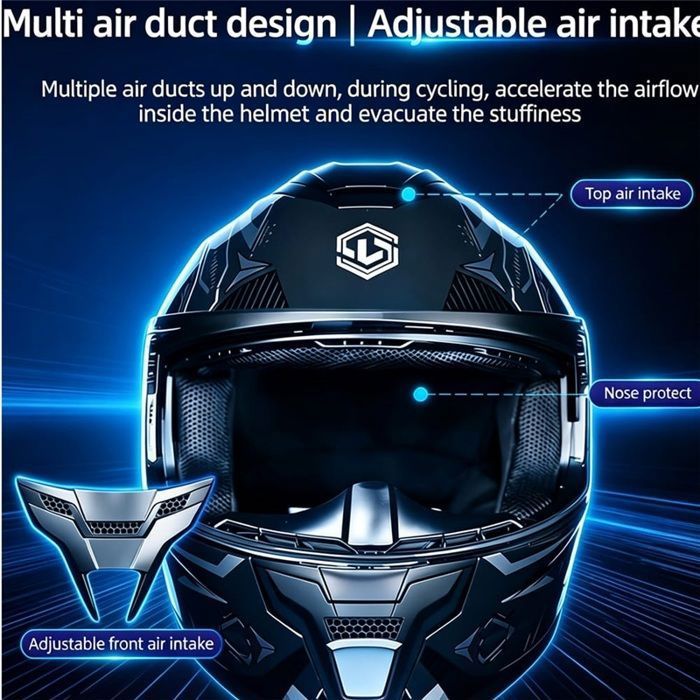 Multi air duct design | Adjustable air intake
Multiple air ducts up and down, during cycling, accelerate the airflow
inside the helmet and evacuate the stuffiness
Top air intake
Nose protect
Adjustable front air intake